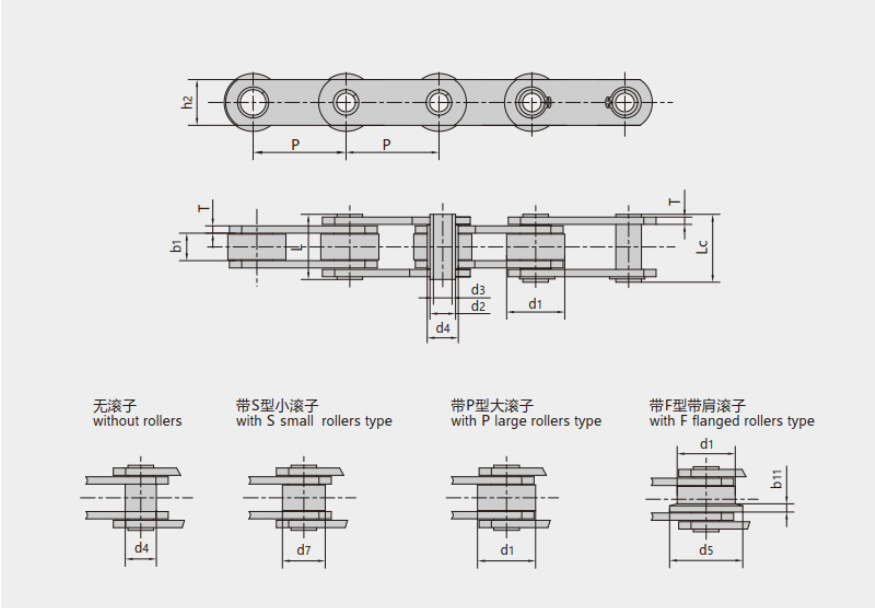 h2
P
P
T
T
b1
L
Lc
d3
d2
d1
d4
无滚子
without rollers
带S型小滚子
with S small rollers type
带P型大滚子
with P large rollers type
带F型带肩滚子
with F flanged rollers type
d1
b11
d4
d7
d1
d5